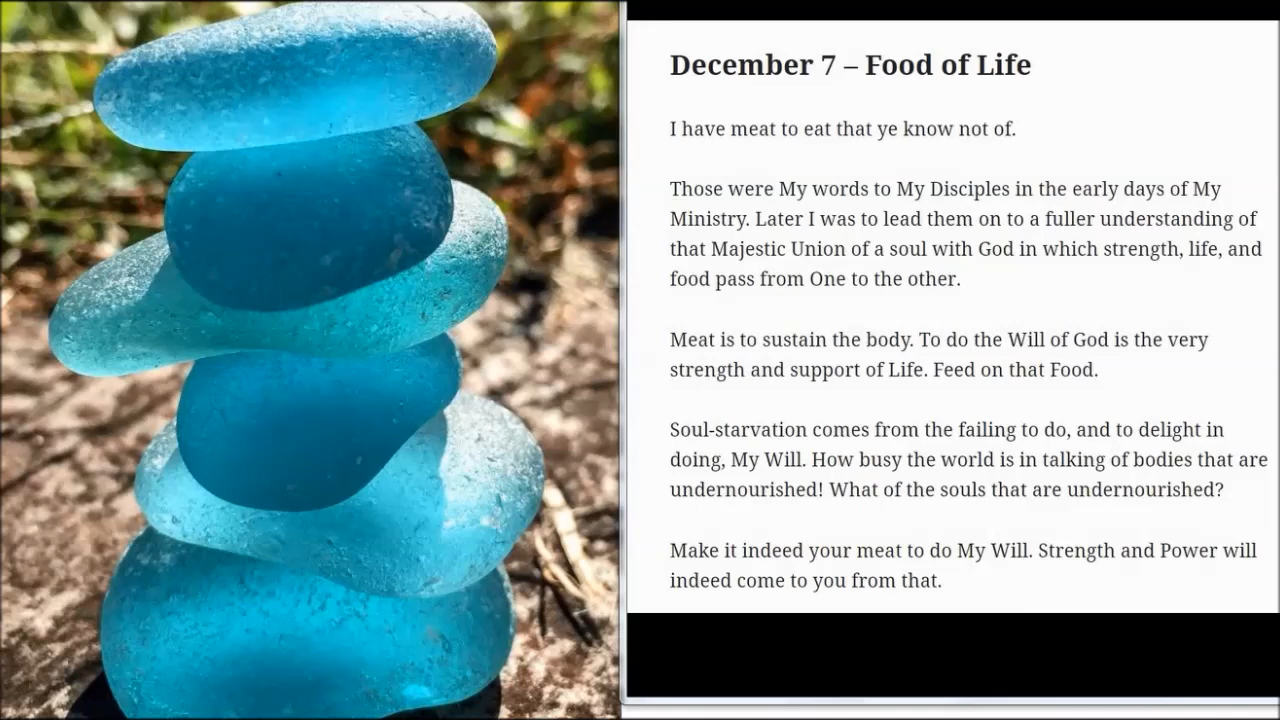 December 7 – Food of Life
I have meat to eat that ye know not of.
Those were My words to My Disciples in the early days of My
Ministry. Later I was to lead them on to a fuller understanding of
that Majestic Union of a soul with God in which strength, life, and
food pass from One to the other.
Meat is to sustain the body. To do the Will of God is the very
strength and support of Life. Feed on that Food.
Soul-starvation comes from the failing to do, and to delight in
doing, My Will. How busy the world is in talking of bodies that are
undernourished! What of the souls that are undernourished?
Make it indeed your meat to do My Will. Strength and Power will
indeed come to you from that.